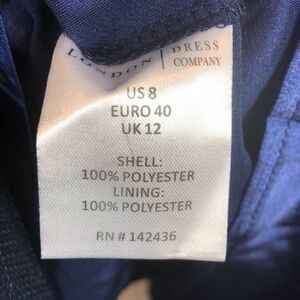 LONDON | DRESS COMPANY
US 8
EURO 40
UK 12
SHELL:
100% POLYESTER
LINING:
100% POLYESTER
RN # 142436